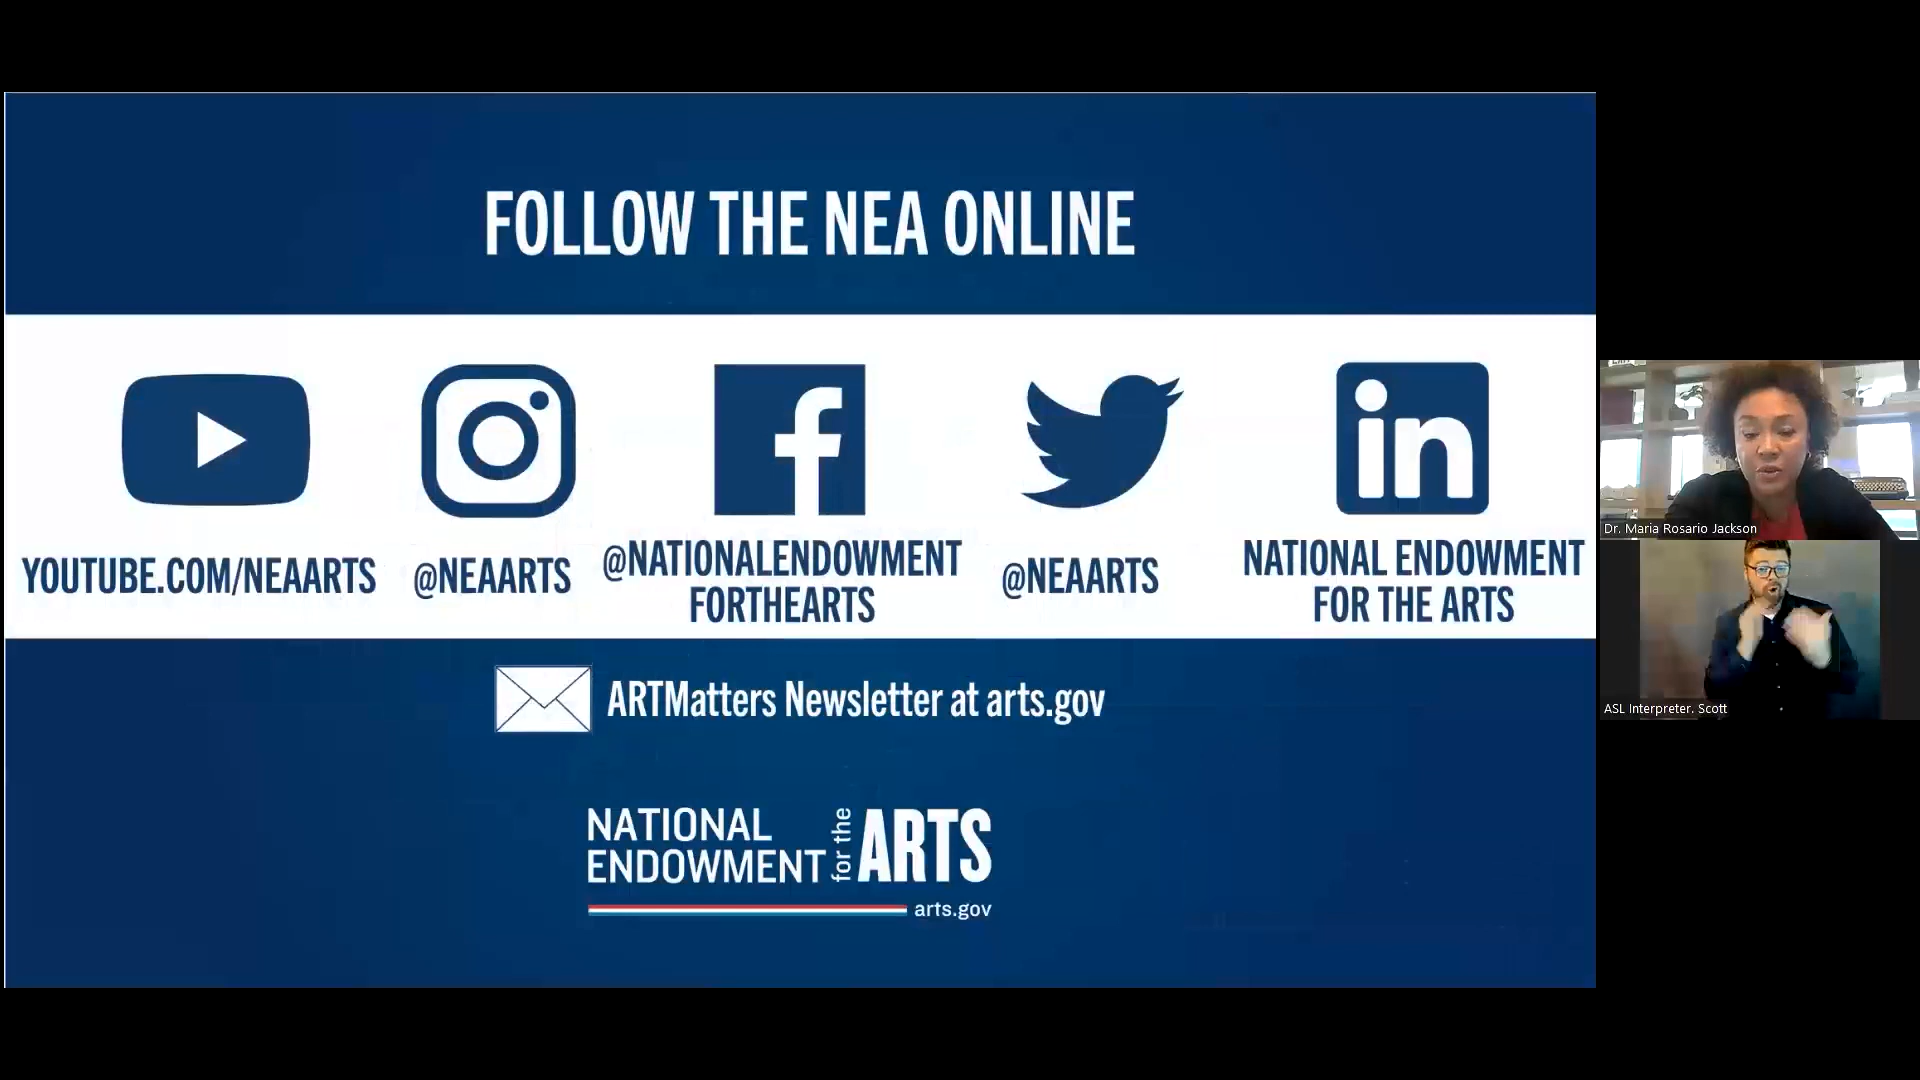 FOLLOW THE NEA ONLINE
YOUTUBE.COM/NEAARTS
@NEAARTS
@NATIONALENDOWMENT
FORTHEARTS
@NEAARTS
NATIONAL ENDOWMENT
FOR THE ARTS
ARTMatters Newsletter at arts.gov
NATIONAL
ENDOWMENT
for the
ARTS
arts.gov
Dr. Maria Rosario Jackson
ASL Interpreter. Scott